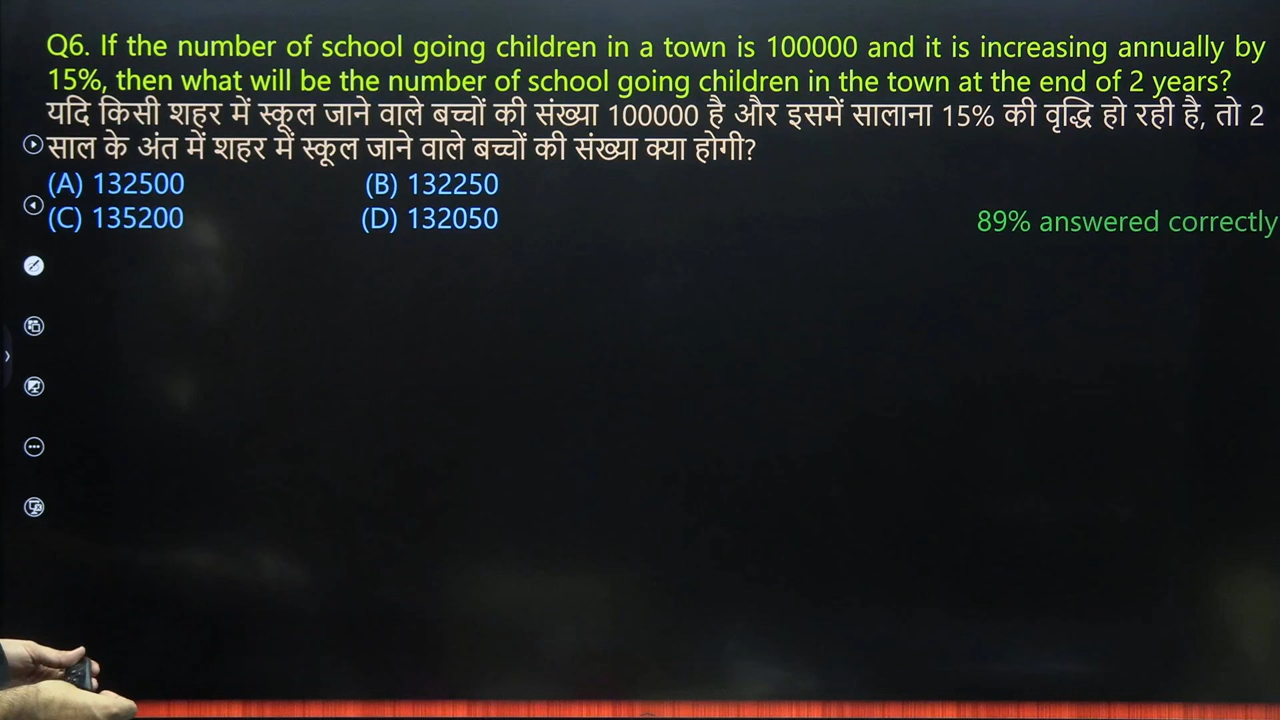 Q6. If the number of school going children in a town is 100000 and it is increasing annually by
15%, then what will be the number of school going children in the town at the end of 2 years?
यदि किसी शहर में स्कूल जाने वाले बच्चों की संख्या 100000 है और इसमें सालाना 15% की वृद्धि हो रही है, तो 2
साल के अंत में शहर में स्कूल जाने वाले बच्चों की संख्या क्या होगी?
(A) 132500 (B) 132250
(C) 135200 (D) 132050
89% answered correctly